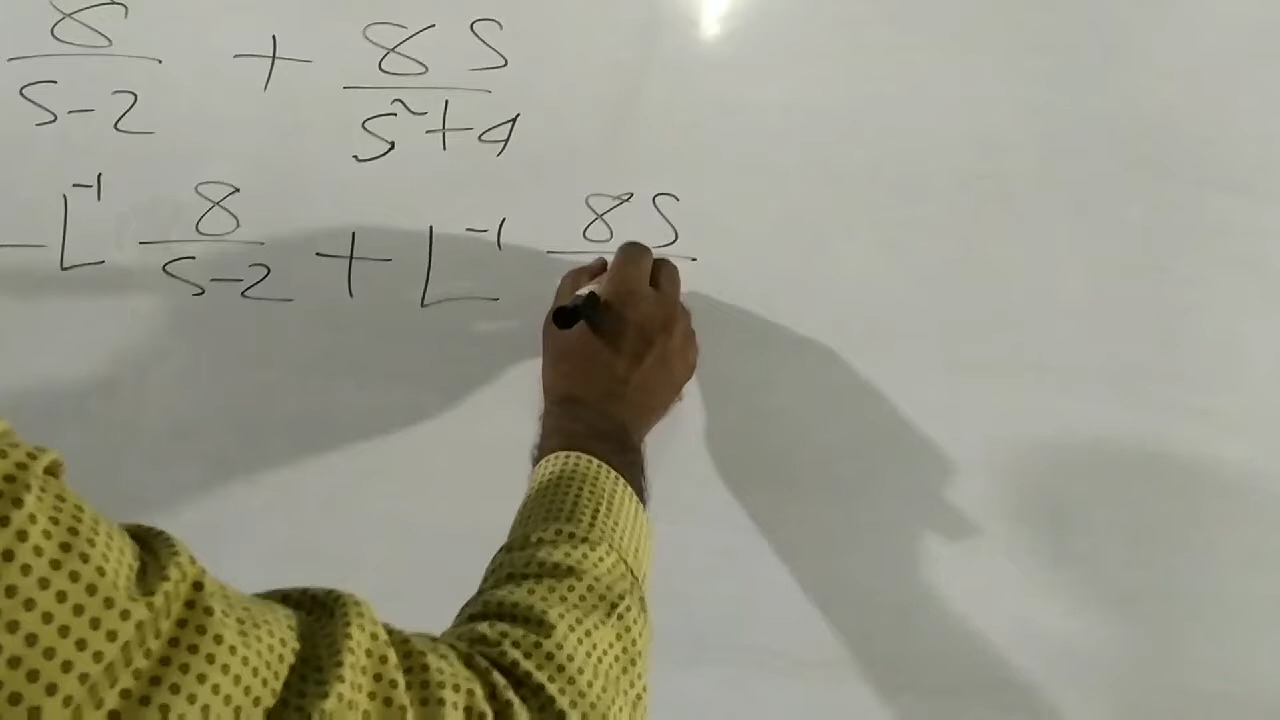 8/(s-2) + 8s/(s²+4)
- L⁻¹ 8/(s-2) + L⁻¹ 8s/